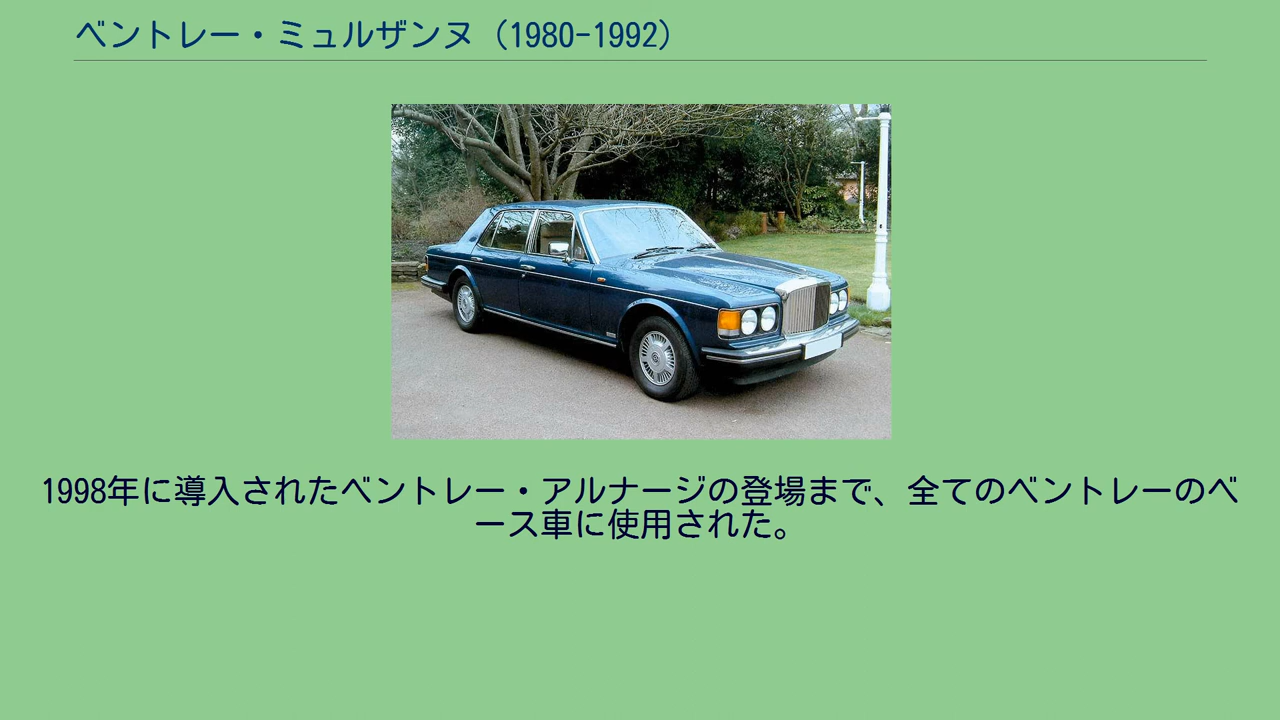 ベントレー・ミュルザンヌ（1980-1992）
1998年に導入されたベントレー・アルナージの登場まで、全てのベントレーのベ
ース車に使用された。